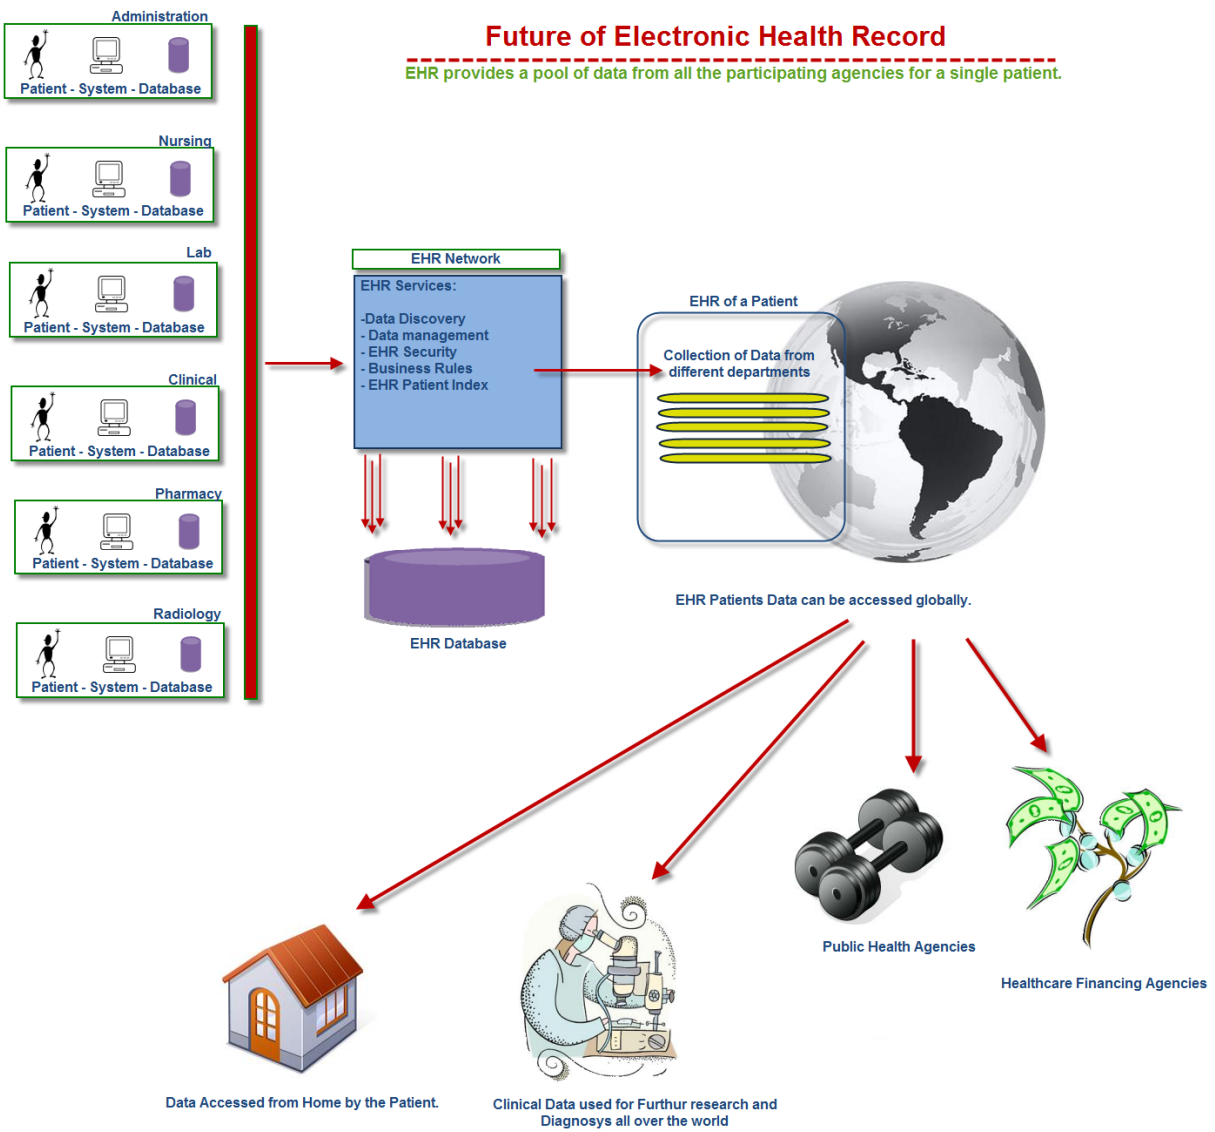 Future of Electronic Health Record
EHR provides a pool of data from all the participating agencies for a single patient.
Administration
Patient - System - Database
Nursing
Patient - System - Database
Lab
Patient - System - Database
Clinical
Patient - System - Database
Pharmacy
Patient - System - Database
Radiology
Patient - System - Database
EHR Network
EHR Services:
-Data Discovery
- Data management
- EHR Security
- Business Rules
- EHR Patient Index
EHR Database
EHR of a Patient
Collection of Data from
different departments
EHR Patients Data can be accessed globally.
Data Accessed from Home by the Patient.
Clinical Data used for Furthur research and
Diagnosys all over the world
Public Health Agencies
Healthcare Financing Agencies